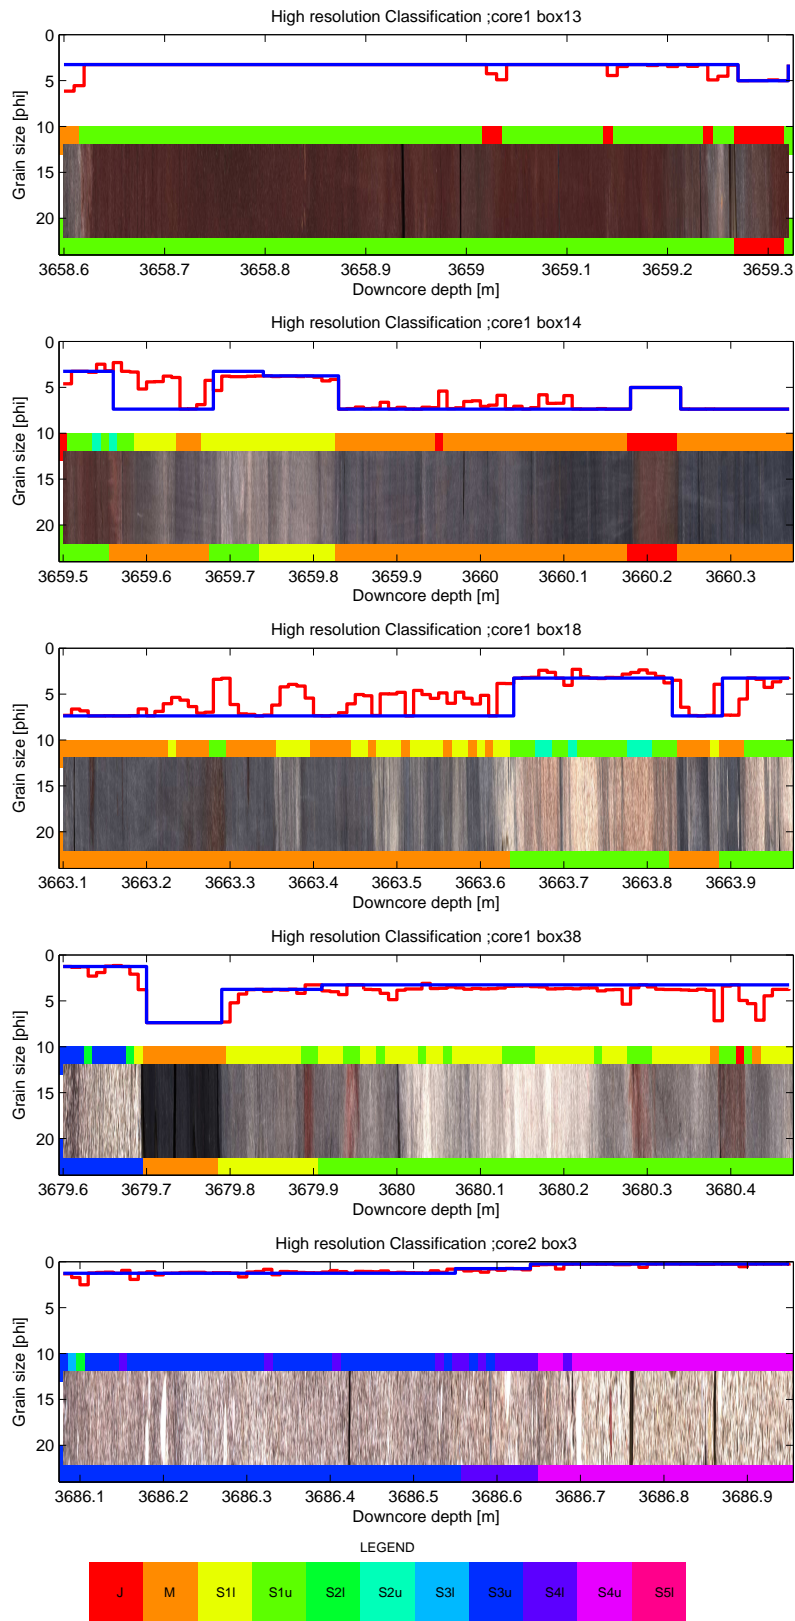 High resolution Classification ;core1 box13
0
5
10
15
20
Grain size [phi]
3658.6 3658.7 3658.8 3658.9 3659 3659.1 3659.2 3659.3
Downcore depth [m]
High resolution Classification ;core1 box14
0
5
10
15
20
Grain size [phi]
3659.5 3659.6 3659.7 3659.8 3659.9 3660 3660.1 3660.2 3660.3
Downcore depth [m]
High resolution Classification ;core1 box18
0
5
10
15
20
Grain size [phi]
3663.1 3663.2 3663.3 3663.4 3663.5 3663.6 3663.7 3663.8 3663.9
Downcore depth [m]
High resolution Classification ;core1 box38
0
5
10
15
20
Grain size [phi]
3679.6 3679.7 3679.8 3679.9 3680 3680.1 3680.2 3680.3 3680.4
Downcore depth [m]
High resolution Classification ;core2 box3
0
5
10
15
20
Grain size [phi]
3686.1 3686.2 3686.3 3686.4 3686.5 3686.6 3686.7 3686.8 3686.9
Downcore depth [m]
LEGEND
J M S1l S1u S2l S2u S3l S3u S4l S4u S5l